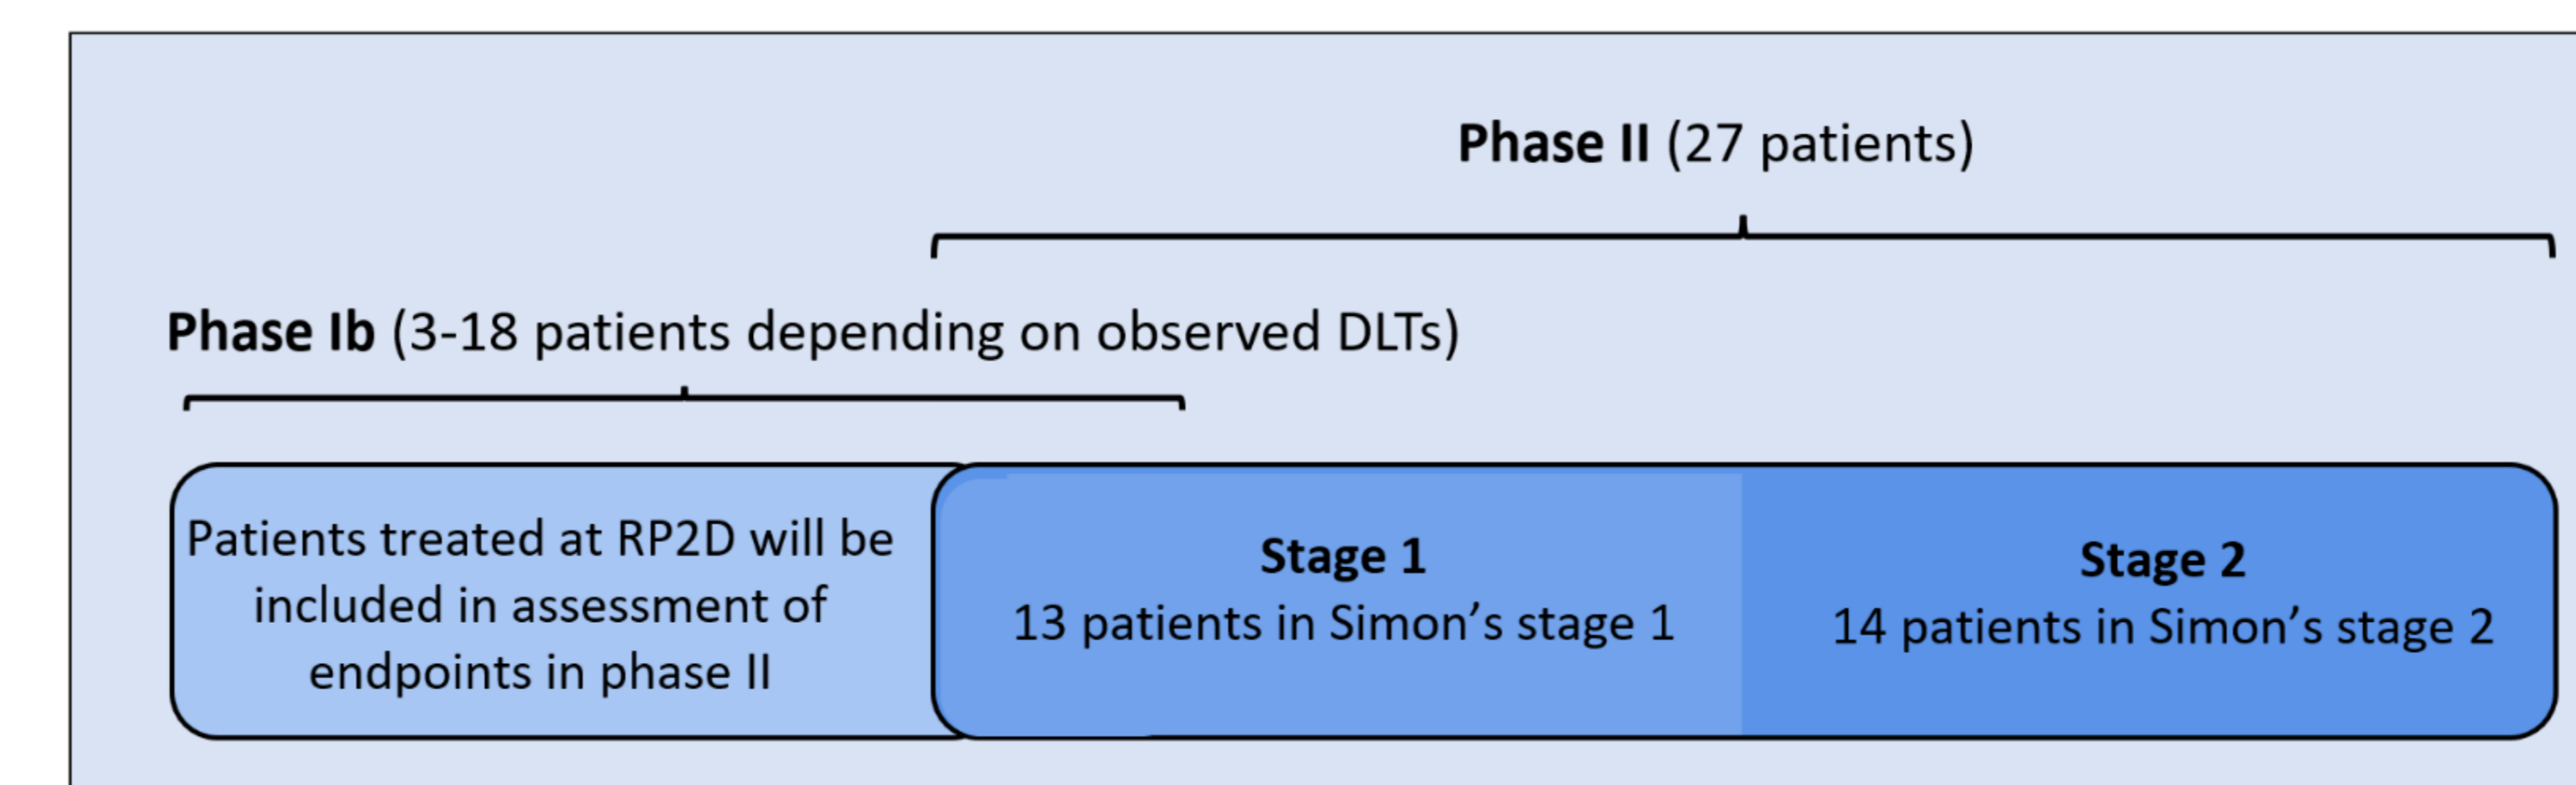 Phase II (27 patients)
Phase Ib (3-18 patients depending on observed DLTs)
Patients treated at RP2D will be
included in assessment of
endpoints in phase II
Stage 1
13 patients in Simon’s stage 1
Stage 2
14 patients in Simon’s stage 2